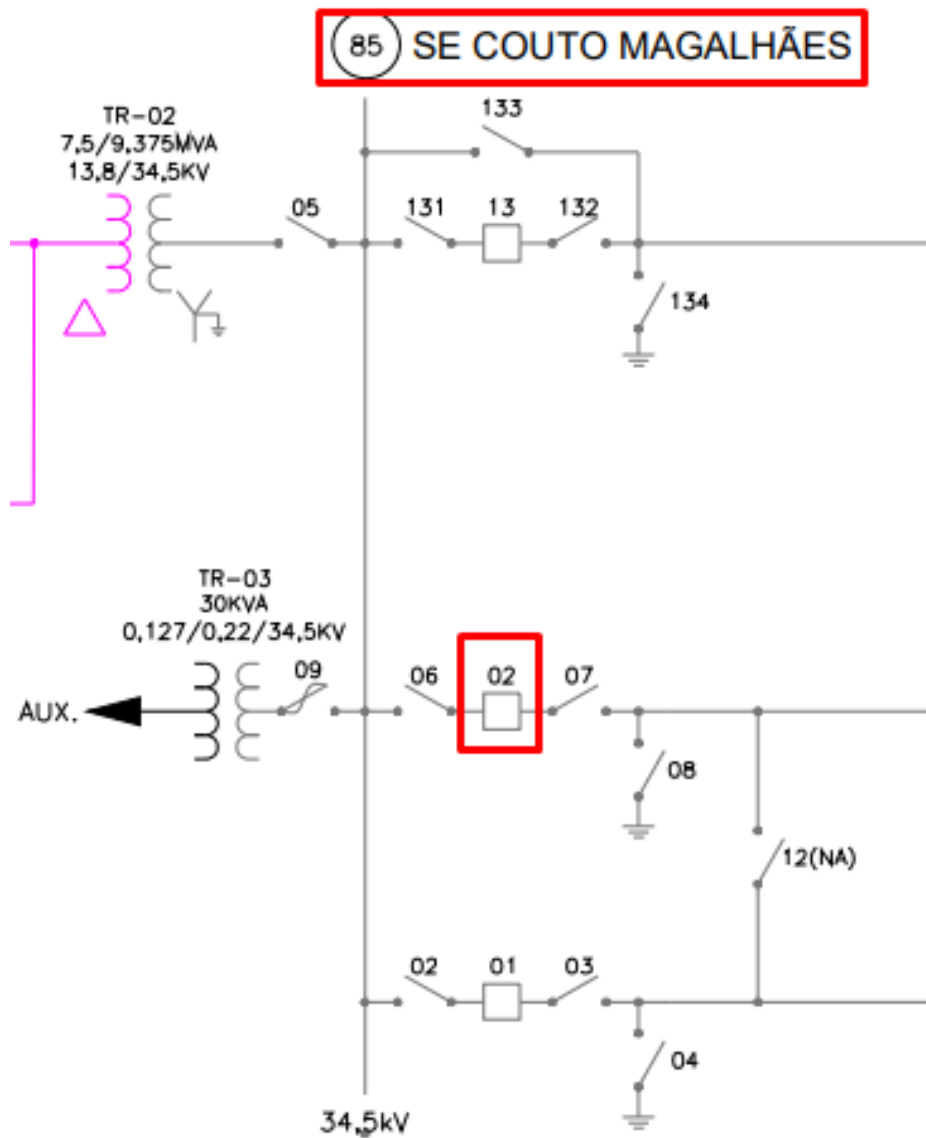 85 SE COUTO MAGALHÃES
TR-02
7,5/9,375MVA
13,8/34,5KV
133
05
131
13
132
134
TR-03
30KVA
0,127/0,22/34,5KV
09
06
02
07
AUX.
08
12(NA)
02
01
03
04
34,5kV